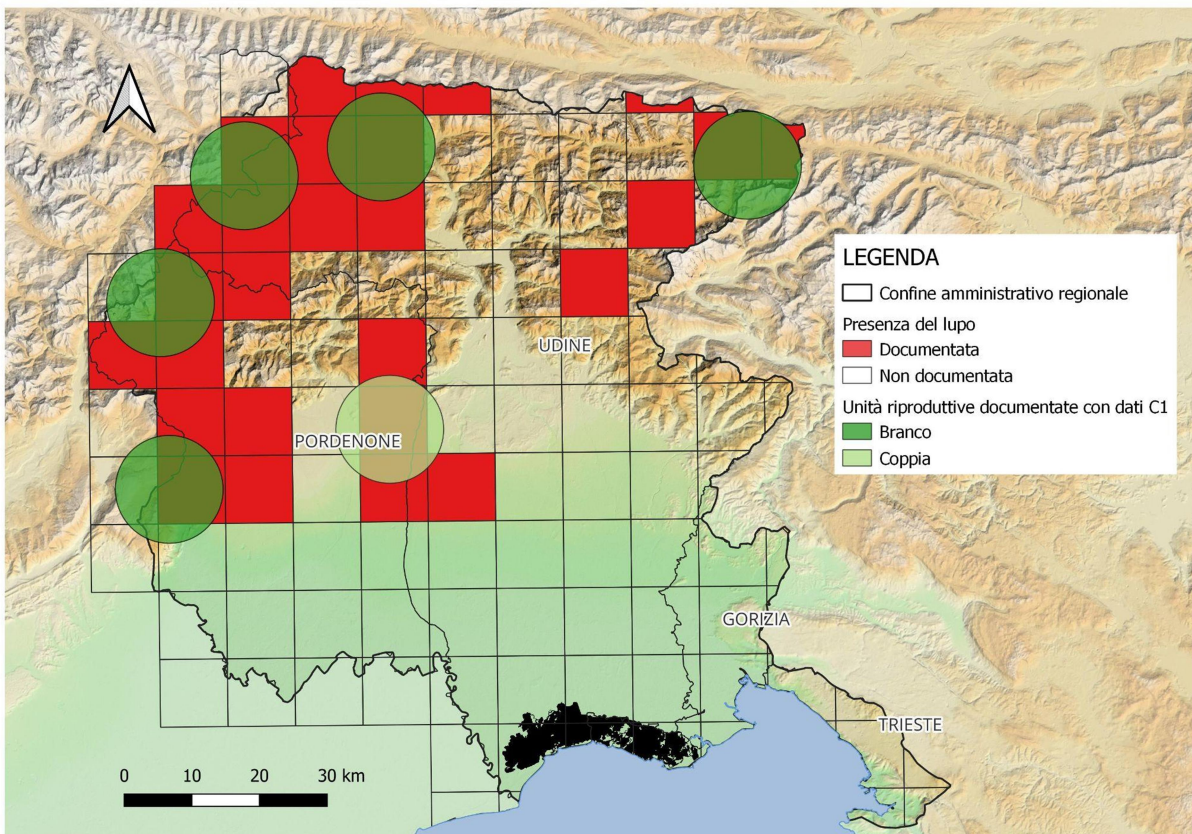 LEGENDA
Confine amministrativo regionale
Presenza del lupo
Documentata
Non documentata
Unità riproduttive documentate con dati C1
Branco
Coppia
UDINE
PORDENONE
GORIZIA
TRIESTE
0 10 20 30 km